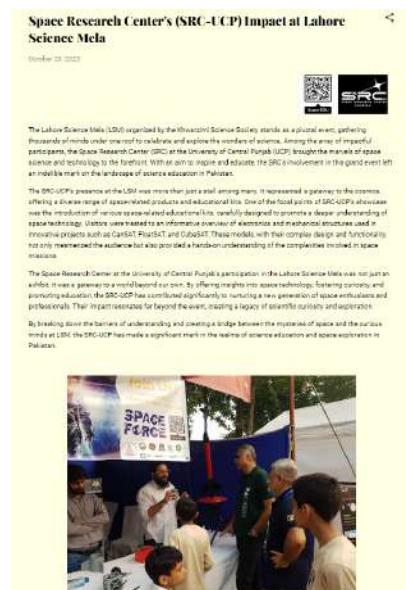 Space Research Center's (SRC-UCP) Impact at Lahore
Science Mela
SRC
The Lahore Science Mela (LSM) organized by the Khwarizmi Science Society stands as a pivotal event, gathering
thousands of minds under one roof to celebrate and explore the wonders of science. Among the array of impactful
participants, the Space Research Center (SRC) at the University of Central Punjab (UCP) brought the marvels of space
science and technology to the forefront. With an aim to inspire and educate, the SRC's involvement in this grand event left
an indelible mark on the landscape of science education in Pakistan.
The SRC-UCP's presence at the LSM was more than just a stall among many. It represented a gateway to the cosmos,
offering a diverse range of space-related products and educational kits. One of the focal points of SRC-UCP's showcase
was the introduction of various space-related educational kits, carefully designed to promote a deeper understanding of
space technology. Visitors were treated to an informative overview of electronics and mechanical structures used in
innovative projects such as CanSAT, FloatSAT, and CubeSAT. These models, with their complex design and functionality,
not only mesmerized the audience but also provided a hands-on understanding of the complexities involved in space
missions.
The Space Research Center at the University of Central Punjab's participation in the Lahore Science Mela was not just an
exhibit; it was a gateway to a world beyond our own. By offering insights into space technology, fostering curiosity, and
promoting education, the SRC-UCP has contributed significantly to nurturing a new generation of space enthusiasts and
professionals. Their impact resonates far beyond the event, creating a legacy of scientific curiosity and exploration.
By breaking down the barriers of understanding and creating a bridge between the mysteries of space and the curious
minds at LSM, the SRC-UCP has made a significant mark in the realms of science education and space exploration in
Pakistan.
Join Us
SPACE
FORCE